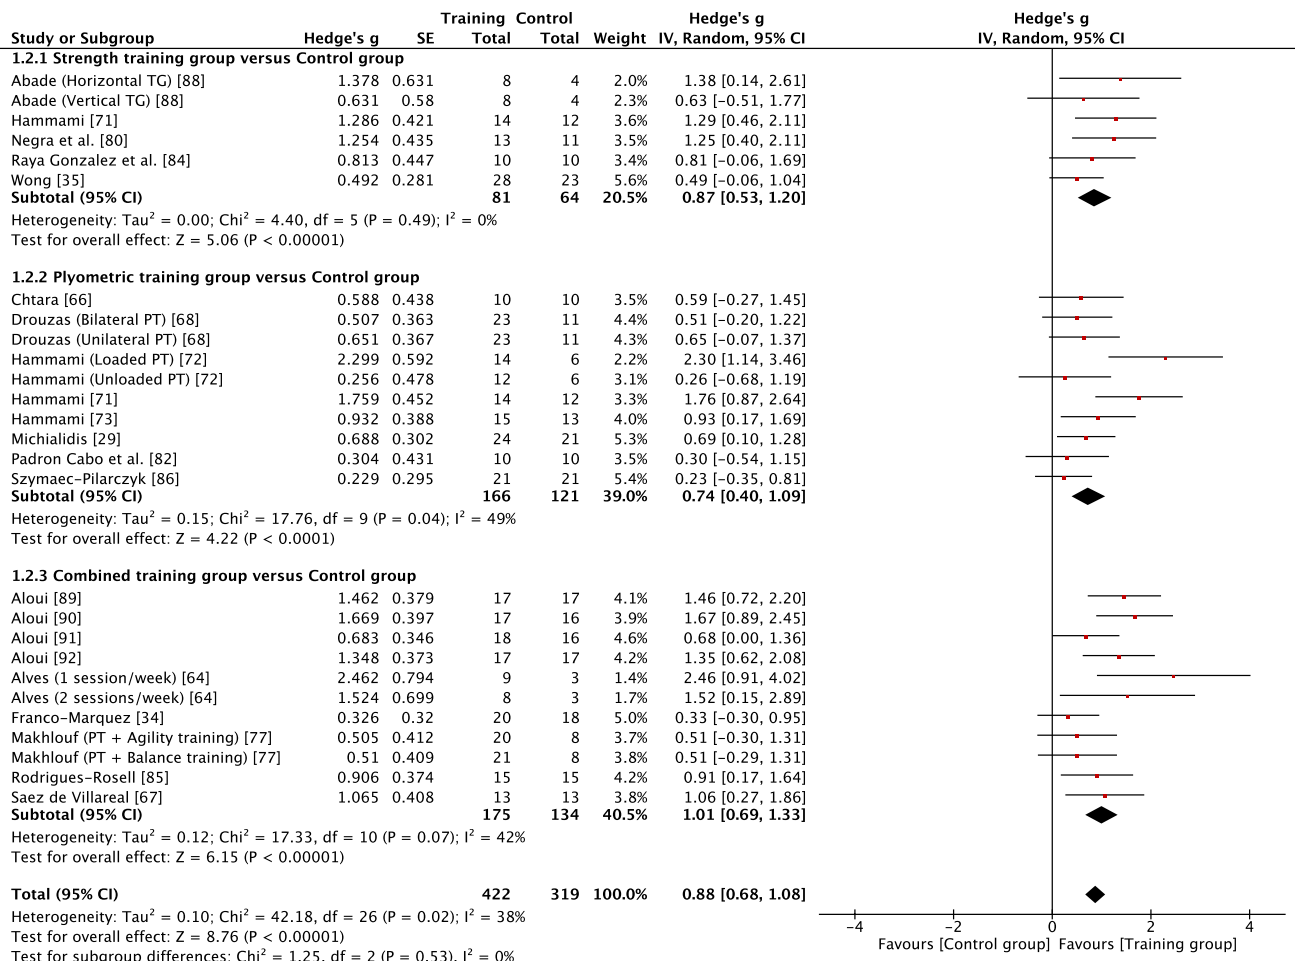 Training Control Hedge's g Hedge's g
Study or Subgroup Hedge's g SE Total Total Weight IV, Random, 95% CI IV, Random, 95% CI
1.2.1 Strength training group versus Control group
Abade (Horizontal TG) [88] 1.378 0.631 8 4 2.0% 1.38 [0.14, 2.61]
Abade (Vertical TG) [88] 0.631 0.58 8 4 2.3% 0.63 [−0.51, 1.77]
Hammami [71] 1.286 0.421 14 12 3.6% 1.29 [0.46, 2.11]
Negra et al. [80] 1.254 0.435 13 11 3.5% 1.25 [0.40, 2.11]
Raya Gonzalez et al. [84] 0.813 0.447 10 10 3.4% 0.81 [−0.06, 1.69]
Wong [35] 0.492 0.281 28 23 5.6% 0.49 [−0.06, 1.04]
Subtotal (95% CI) 81 64 20.5% 0.87 [0.53, 1.20]
Heterogeneity: Tau² = 0.00; Chi² = 4.40, df = 5 (P = 0.49); I² = 0%
Test for overall effect: Z = 5.06 (P < 0.00001)
1.2.2 Plyometric training group versus Control group
Chtara [66] 0.588 0.438 10 10 3.5% 0.59 [−0.27, 1.45]
Drouzas (Bilateral PT) [68] 0.507 0.363 23 11 4.4% 0.51 [−0.20, 1.22]
Drouzas (Unilateral PT) [68] 0.651 0.367 23 11 4.3% 0.65 [−0.07, 1.37]
Hammami (Loaded PT) [72] 2.299 0.592 14 6 2.2% 2.30 [1.14, 3.46]
Hammami (Unloaded PT) [72] 0.256 0.478 12 6 3.1% 0.26 [−0.68, 1.19]
Hammami [71] 1.759 0.452 14 12 3.3% 1.76 [0.87, 2.64]
Hammami [73] 0.932 0.388 15 13 4.0% 0.93 [0.17, 1.69]
Michialidis [29] 0.688 0.302 24 21 5.3% 0.69 [0.10, 1.28]
Padron Cabo et al. [82] 0.304 0.431 10 10 3.5% 0.30 [−0.54, 1.15]
Szymaec-Pilarczyk [86] 0.229 0.295 21 21 5.4% 0.23 [−0.35, 0.81]
Subtotal (95% CI) 166 121 39.0% 0.74 [0.40, 1.09]
Heterogeneity: Tau² = 0.15; Chi² = 17.76, df = 9 (P = 0.04); I² = 49%
Test for overall effect: Z = 4.22 (P < 0.0001)
1.2.3 Combined training group versus Control group
Aloui [89] 1.462 0.379 17 17 4.1% 1.46 [0.72, 2.20]
Aloui [90] 1.669 0.397 17 16 3.9% 1.67 [0.89, 2.45]
Aloui [91] 0.683 0.346 18 16 4.6% 0.68 [0.00, 1.36]
Aloui [92] 1.348 0.373 17 17 4.2% 1.35 [0.62, 2.08]
Alves (1 session/week) [64] 2.462 0.794 9 3 1.4% 2.46 [0.91, 4.02]
Alves (2 sessions/week) [64] 1.524 0.699 8 3 1.7% 1.52 [0.15, 2.89]
Franco-Marquez [34] 0.326 0.32 20 18 5.0% 0.33 [−0.30, 0.95]
Makhlouf (PT + Agility training) [77] 0.505 0.412 20 8 3.7% 0.51 [−0.30, 1.31]
Makhlouf (PT + Balance training) [77] 0.51 0.409 21 8 3.8% 0.51 [−0.29, 1.31]
Rodrigues-Rosell [85] 0.906 0.374 15 15 4.2% 0.91 [0.17, 1.64]
Saez de Villareal [67] 1.065 0.408 13 13 3.8% 1.06 [0.27, 1.86]
Subtotal (95% CI) 175 134 40.5% 1.01 [0.69, 1.33]
Heterogeneity: Tau² = 0.12; Chi² = 17.33, df = 10 (P = 0.07); I² = 42%
Test for overall effect: Z = 6.15 (P < 0.00001)
Total (95% CI) 422 319 100.0% 0.88 [0.68, 1.08]
Heterogeneity: Tau² = 0.10; Chi² = 42.18, df = 26 (P = 0.02); I² = 38%
Test for overall effect: Z = 8.76 (P < 0.00001)
Test for subgroup differences: Chi² = 1.25, df = 2 (P = 0.53), I² = 0%
−4 −2 0 2 4
Favours [Control group] Favours [Training group]